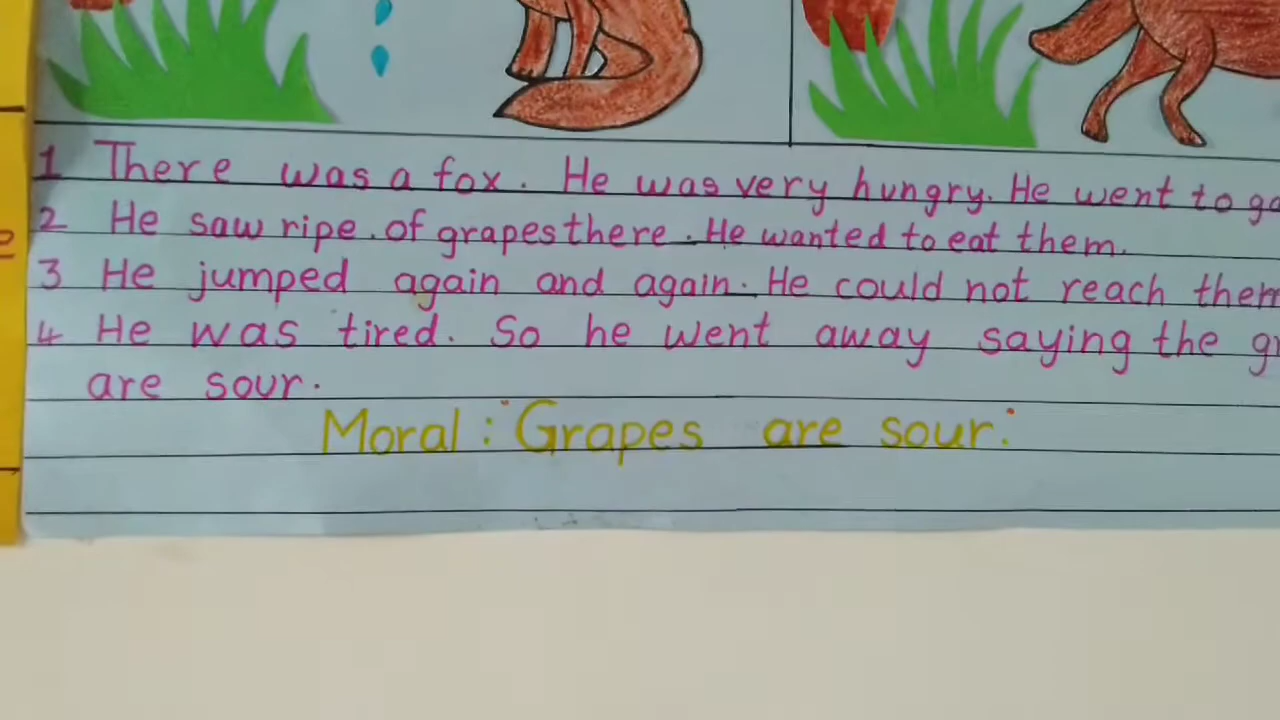 1 There was a fox. He was very hungry. He went to
2 He saw ripe of grapes there. He wanted to eat them.
3 He jumped again and again. He could not reach
4 He was tired. So he went away saying the
are sour.
Moral: Grapes are sour.